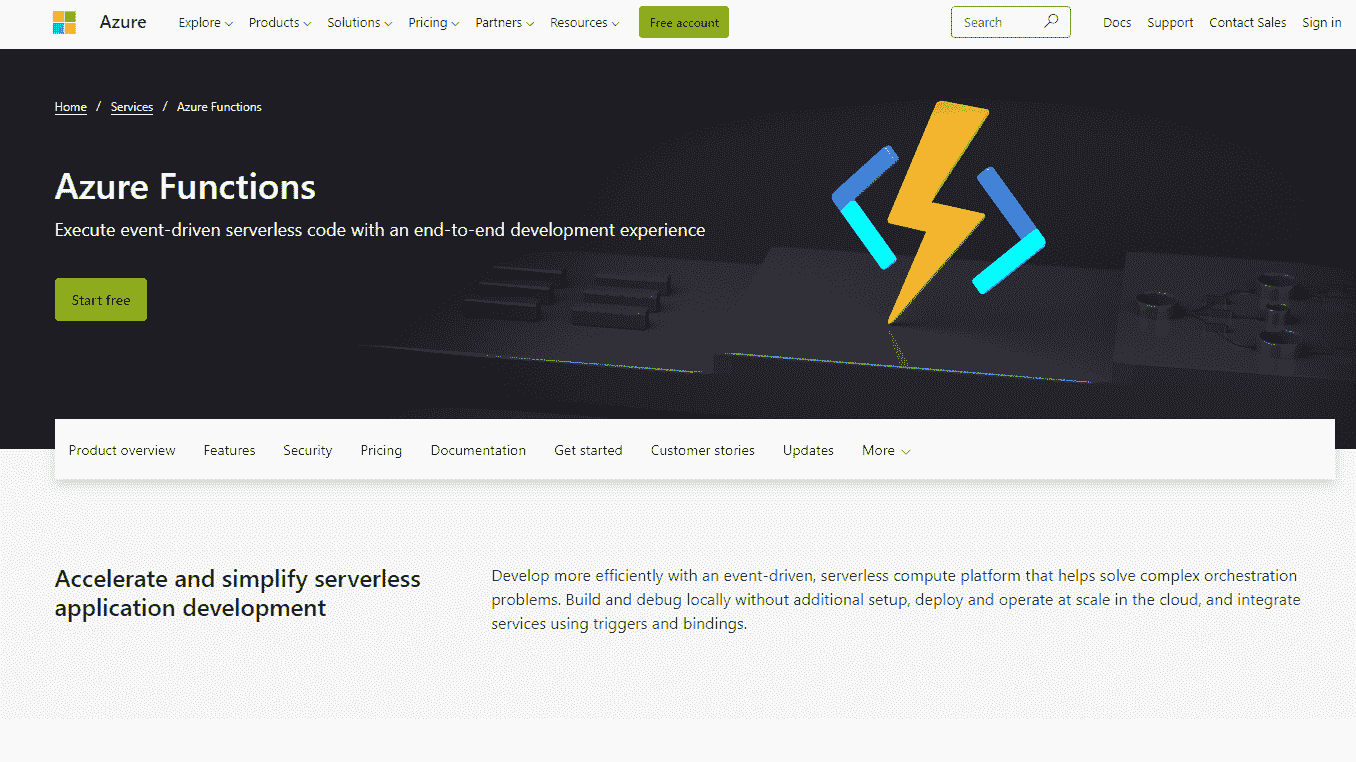 Azure Explore Products Solutions Pricing Partners Resources Free account Search Docs Support Contact Sales Sign in
Home / Services / Azure Functions
Azure Functions
Execute event-driven serverless code with an end-to-end development experience
Start free
Product overview Features Security Pricing Documentation Get started Customer stories Updates More
Accelerate and simplify serverless
application development
Develop more efficiently with an event-driven, serverless compute platform that helps solve complex orchestration
problems. Build and debug locally without additional setup, deploy and operate at scale in the cloud, and integrate
services using triggers and bindings.